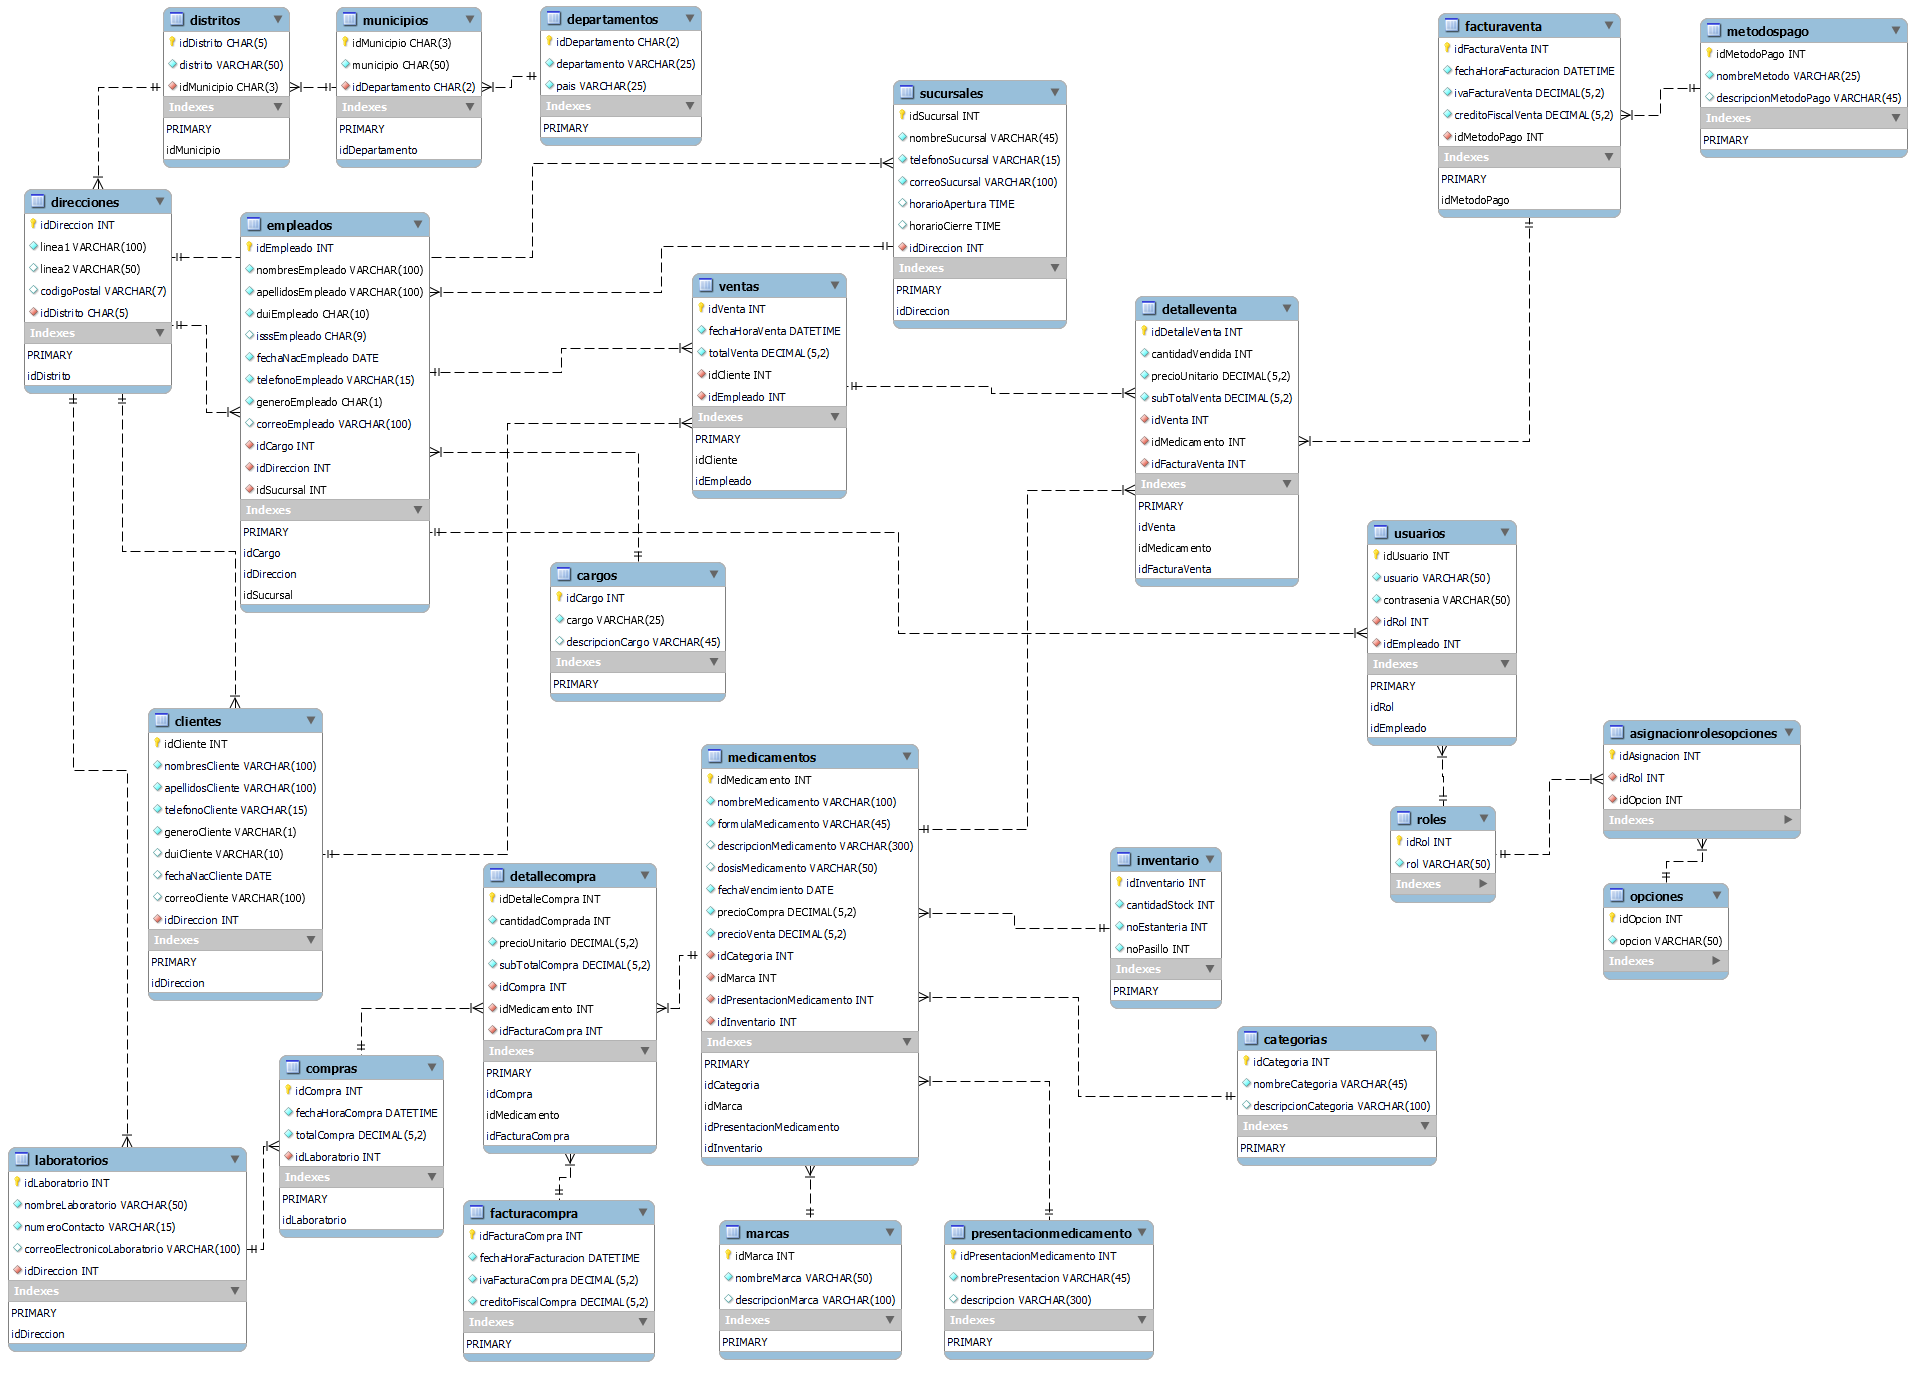 distritos
idDistrito CHAR(5)
distrito VARCHAR(50)
idMunicipio CHAR(3)
Indexes
PRIMARY
idMunicipio
municipios
idMunicipio CHAR(3)
municipio CHAR(50)
idDepartamento CHAR(2)
Indexes
PRIMARY
idDepartamento
departamentos
idDepartamento CHAR(2)
departamento VARCHAR(25)
pais VARCHAR(25)
Indexes
PRIMARY
sucursales
idSucursal INT
nombreSucursal VARCHAR(45)
telefonoSucursal VARCHAR(15)
correoSucursal VARCHAR(100)
horarioApertura TIME
horarioCierre TIME
idDireccion INT
Indexes
PRIMARY
idDireccion
facturaventa
idFacturaVenta INT
fechaHoraFacturacion DATETIME
ivaFacturaVenta DECIMAL(5,2)
creditoFiscalVenta DECIMAL(5,2)
idMetodoPago INT
Indexes
PRIMARY
idMetodoPago
metodospago
idMetodoPago INT
nombreMetodo VARCHAR(25)
descripcionMetodoPago VARCHAR(45)
Indexes
PRIMARY
direcciones
idDireccion INT
linea1 VARCHAR(100)
linea2 VARCHAR(50)
codigoPostal VARCHAR(7)
idDistrito CHAR(5)
Indexes
PRIMARY
idDistrito
empleados
idEmpleado INT
nombresEmpleado VARCHAR(100)
apellidosEmpleado VARCHAR(100)
duiEmpleado CHAR(10)
isssEmpleado CHAR(9)
fechaNacEmpleado DATE
telefonoEmpleado VARCHAR(15)
generoEmpleado CHAR(1)
correoEmpleado VARCHAR(100)
idCargo INT
idDireccion INT
idSucursal INT
Indexes
PRIMARY
idCargo
idDireccion
idSucursal
ventas
idVenta INT
fechaHoraVenta DATETIME
totalVenta DECIMAL(5,2)
idCliente INT
idEmpleado INT
Indexes
PRIMARY
idCliente
idEmpleado
detalleventa
idDetalleVenta INT
cantidadVendida INT
precioUnitario DECIMAL(5,2)
subTotalVenta DECIMAL(5,2)
idVenta INT
idMedicamento INT
idFacturaVenta INT
Indexes
PRIMARY
idVenta
idMedicamento
idFacturaVenta
cargos
idCargo INT
cargo VARCHAR(25)
descripcionCargo VARCHAR(45)
Indexes
PRIMARY
usuarios
idUsuario INT
usuario VARCHAR(50)
contrasenia VARCHAR(50)
idRol INT
idEmpleado INT
Indexes
PRIMARY
idRol
idEmpleado
asignacionrolesopciones
idAsignacion INT
idRol INT
idOpcion INT
Indexes
roles
idRol INT
rol VARCHAR(50)
Indexes
opciones
idOpcion INT
opcion VARCHAR(50)
Indexes
clientes
idCliente INT
nombresCliente VARCHAR(100)
apellidosCliente VARCHAR(100)
telefonoCliente VARCHAR(15)
generoCliente VARCHAR(1)
duiCliente VARCHAR(10)
fechaNacCliente DATE
correoCliente VARCHAR(100)
idDireccion INT
Indexes
PRIMARY
idDireccion
medicamentos
idMedicamento INT
nombreMedicamento VARCHAR(100)
formulaMedicamento VARCHAR(45)
descripcionMedicamento VARCHAR(300)
dosisMedicamento VARCHAR(50)
fechaVencimiento DATE
precioCompra DECIMAL(5,2)
precioVenta DECIMAL(5,2)
idCategoria INT
idMarca INT
idPresentacionMedicamento INT
idInventario INT
Indexes
PRIMARY
idCategoria
idMarca
idPresentacionMedicamento
idInventario
inventario
idInventario INT
cantidadStock INT
noEstanteria INT
noPasillo INT
Indexes
PRIMARY
detallecompra
idDetalleCompra INT
cantidadComprada INT
precioUnitario DECIMAL(5,2)
subTotalCompra DECIMAL(5,2)
idCompra INT
idMedicamento INT
idFacturaCompra INT
Indexes
PRIMARY
idCompra
idMedicamento
idFacturaCompra
categorias
idCategoria INT
nombreCategoria VARCHAR(45)
descripcionCategoria VARCHAR(100)
Indexes
PRIMARY
compras
idCompra INT
fechaHoraCompra DATETIME
totalCompra DECIMAL(5,2)
idLaboratorio INT
Indexes
PRIMARY
idLaboratorio
laboratorios
idLaboratorio INT
nombreLaboratorio VARCHAR(50)
numeroContacto VARCHAR(15)
correoElectronicoLaboratorio VARCHAR(100)
idDireccion INT
Indexes
PRIMARY
idDireccion
facturacompra
idFacturaCompra INT
fechaHoraFacturacion DATETIME
ivaFacturaCompra DECIMAL(5,2)
creditoFiscalCompra DECIMAL(5,2)
Indexes
PRIMARY
marcas
idMarca INT
nombreMarca VARCHAR(50)
descripcionMarca VARCHAR(100)
Indexes
PRIMARY
presentacionmedicamento
idPresentacionMedicamento INT
nombrePresentacion VARCHAR(45)
descripcion VARCHAR(300)
Indexes
PRIMARY